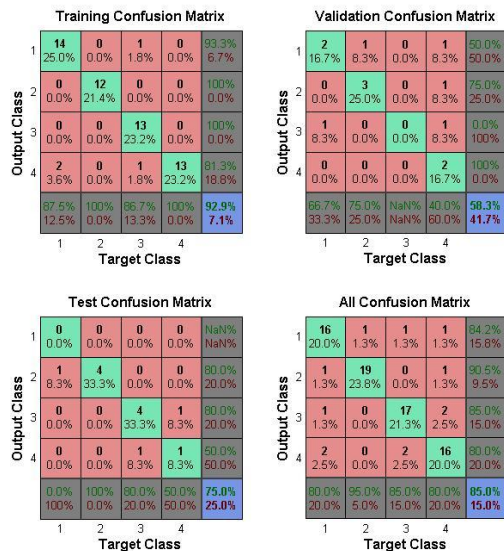 Training Confusion Matrix
Output Class
1
14 0 1 0 93.3%
25.0% 0.0% 1.8% 0.0% 6.7%
2
0 12 0 0 100%
0.0% 21.4% 0.0% 0.0% 0.0%
3
0 0 13 0 100%
0.0% 0.0% 23.2% 0.0% 0.0%
4
2 0 1 13 81.3%
3.6% 0.0% 1.8% 23.2% 18.8%
87.5% 100% 86.7% 100% 92.9%
12.5% 0.0% 13.3% 0.0% 7.1%
1 2 3 4
Target Class
Validation Confusion Matrix
Output Class
1
2 1 0 1 50.0%
16.7% 8.3% 0.0% 8.3% 50.0%
2
0 3 0 1 75.0%
0.0% 25.0% 0.0% 8.3% 25.0%
3
1 0 0 1 0.0%
8.3% 0.0% 0.0% 8.3% 100%
4
0 0 0 2 100%
0.0% 0.0% 0.0% 16.7% 0.0%
66.7% 75.0% NaN% 40.0% 58.3%
33.3% 25.0% NaN% 60.0% 41.7%
1 2 3 4
Target Class
Test Confusion Matrix
Output Class
1
0 0 0 0 NaN%
0.0% 0.0% 0.0% 0.0% NaN%
2
1 4 0 0 80.0%
8.3% 33.3% 0.0% 0.0% 20.0%
3
0 0 4 1 80.0%
0.0% 0.0% 33.3% 8.3% 20.0%
4
0 0 1 1 50.0%
0.0% 0.0% 8.3% 8.3% 50.0%
0.0% 100% 80.0% 50.0% 75.0%
100% 0.0% 20.0% 50.0% 25.0%
1 2 3 4
Target Class
All Confusion Matrix
Output Class
1
16 1 1 1 84.2%
20.0% 1.3% 1.3% 1.3% 15.8%
2
1 19 0 1 90.5%
1.3% 23.8% 0.0% 1.3% 9.5%
3
1 0 17 2 85.0%
1.3% 0.0% 21.3% 2.5% 15.0%
4
2 0 2 16 80.0%
2.5% 0.0% 2.5% 20.0% 20.0%
80.0% 95.0% 85.0% 80.0% 85.0%
20.0% 5.0% 15.0% 20.0% 15.0%
1 2 3 4
Target Class